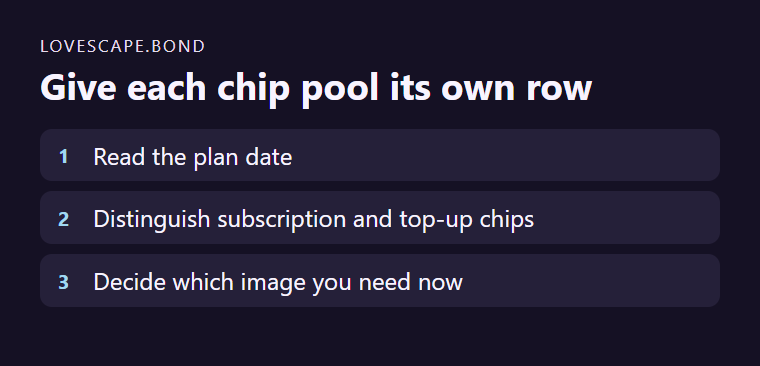 LOVESCAPE.BOND
Give each chip pool its own row
1 Read the plan date
2 Distinguish subscription and top-up chips
3 Decide which image you need now